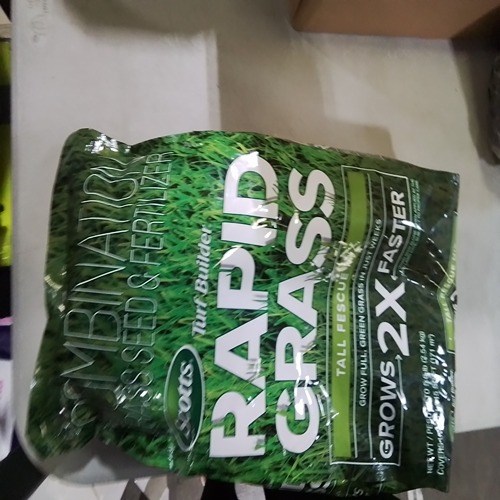 COMBINATION
GRASS SEED & FERTILIZER
Scotts
Turf Builder
RAPID
GRASS
TALL FESCUE
GROW FULL, GREEN GRASS IN JUST WEEKS
GROWS 2X FASTER